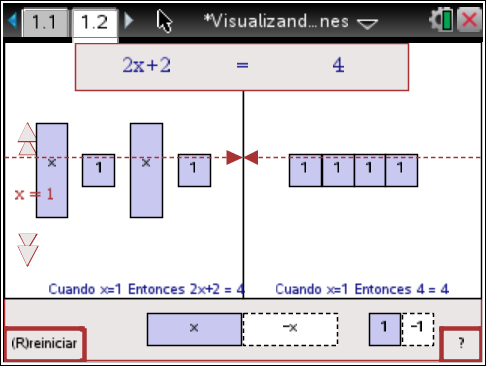 1.1 1.2 *Visualizand...nes
2x+2 = 4
x 1 x 1 1 1 1 1
x = 1
Cuando x=1 Entonces 2x+2 = 4 Cuando x=1 Entonces 4 = 4
x -x 1 -1
(R)reiniciar ?